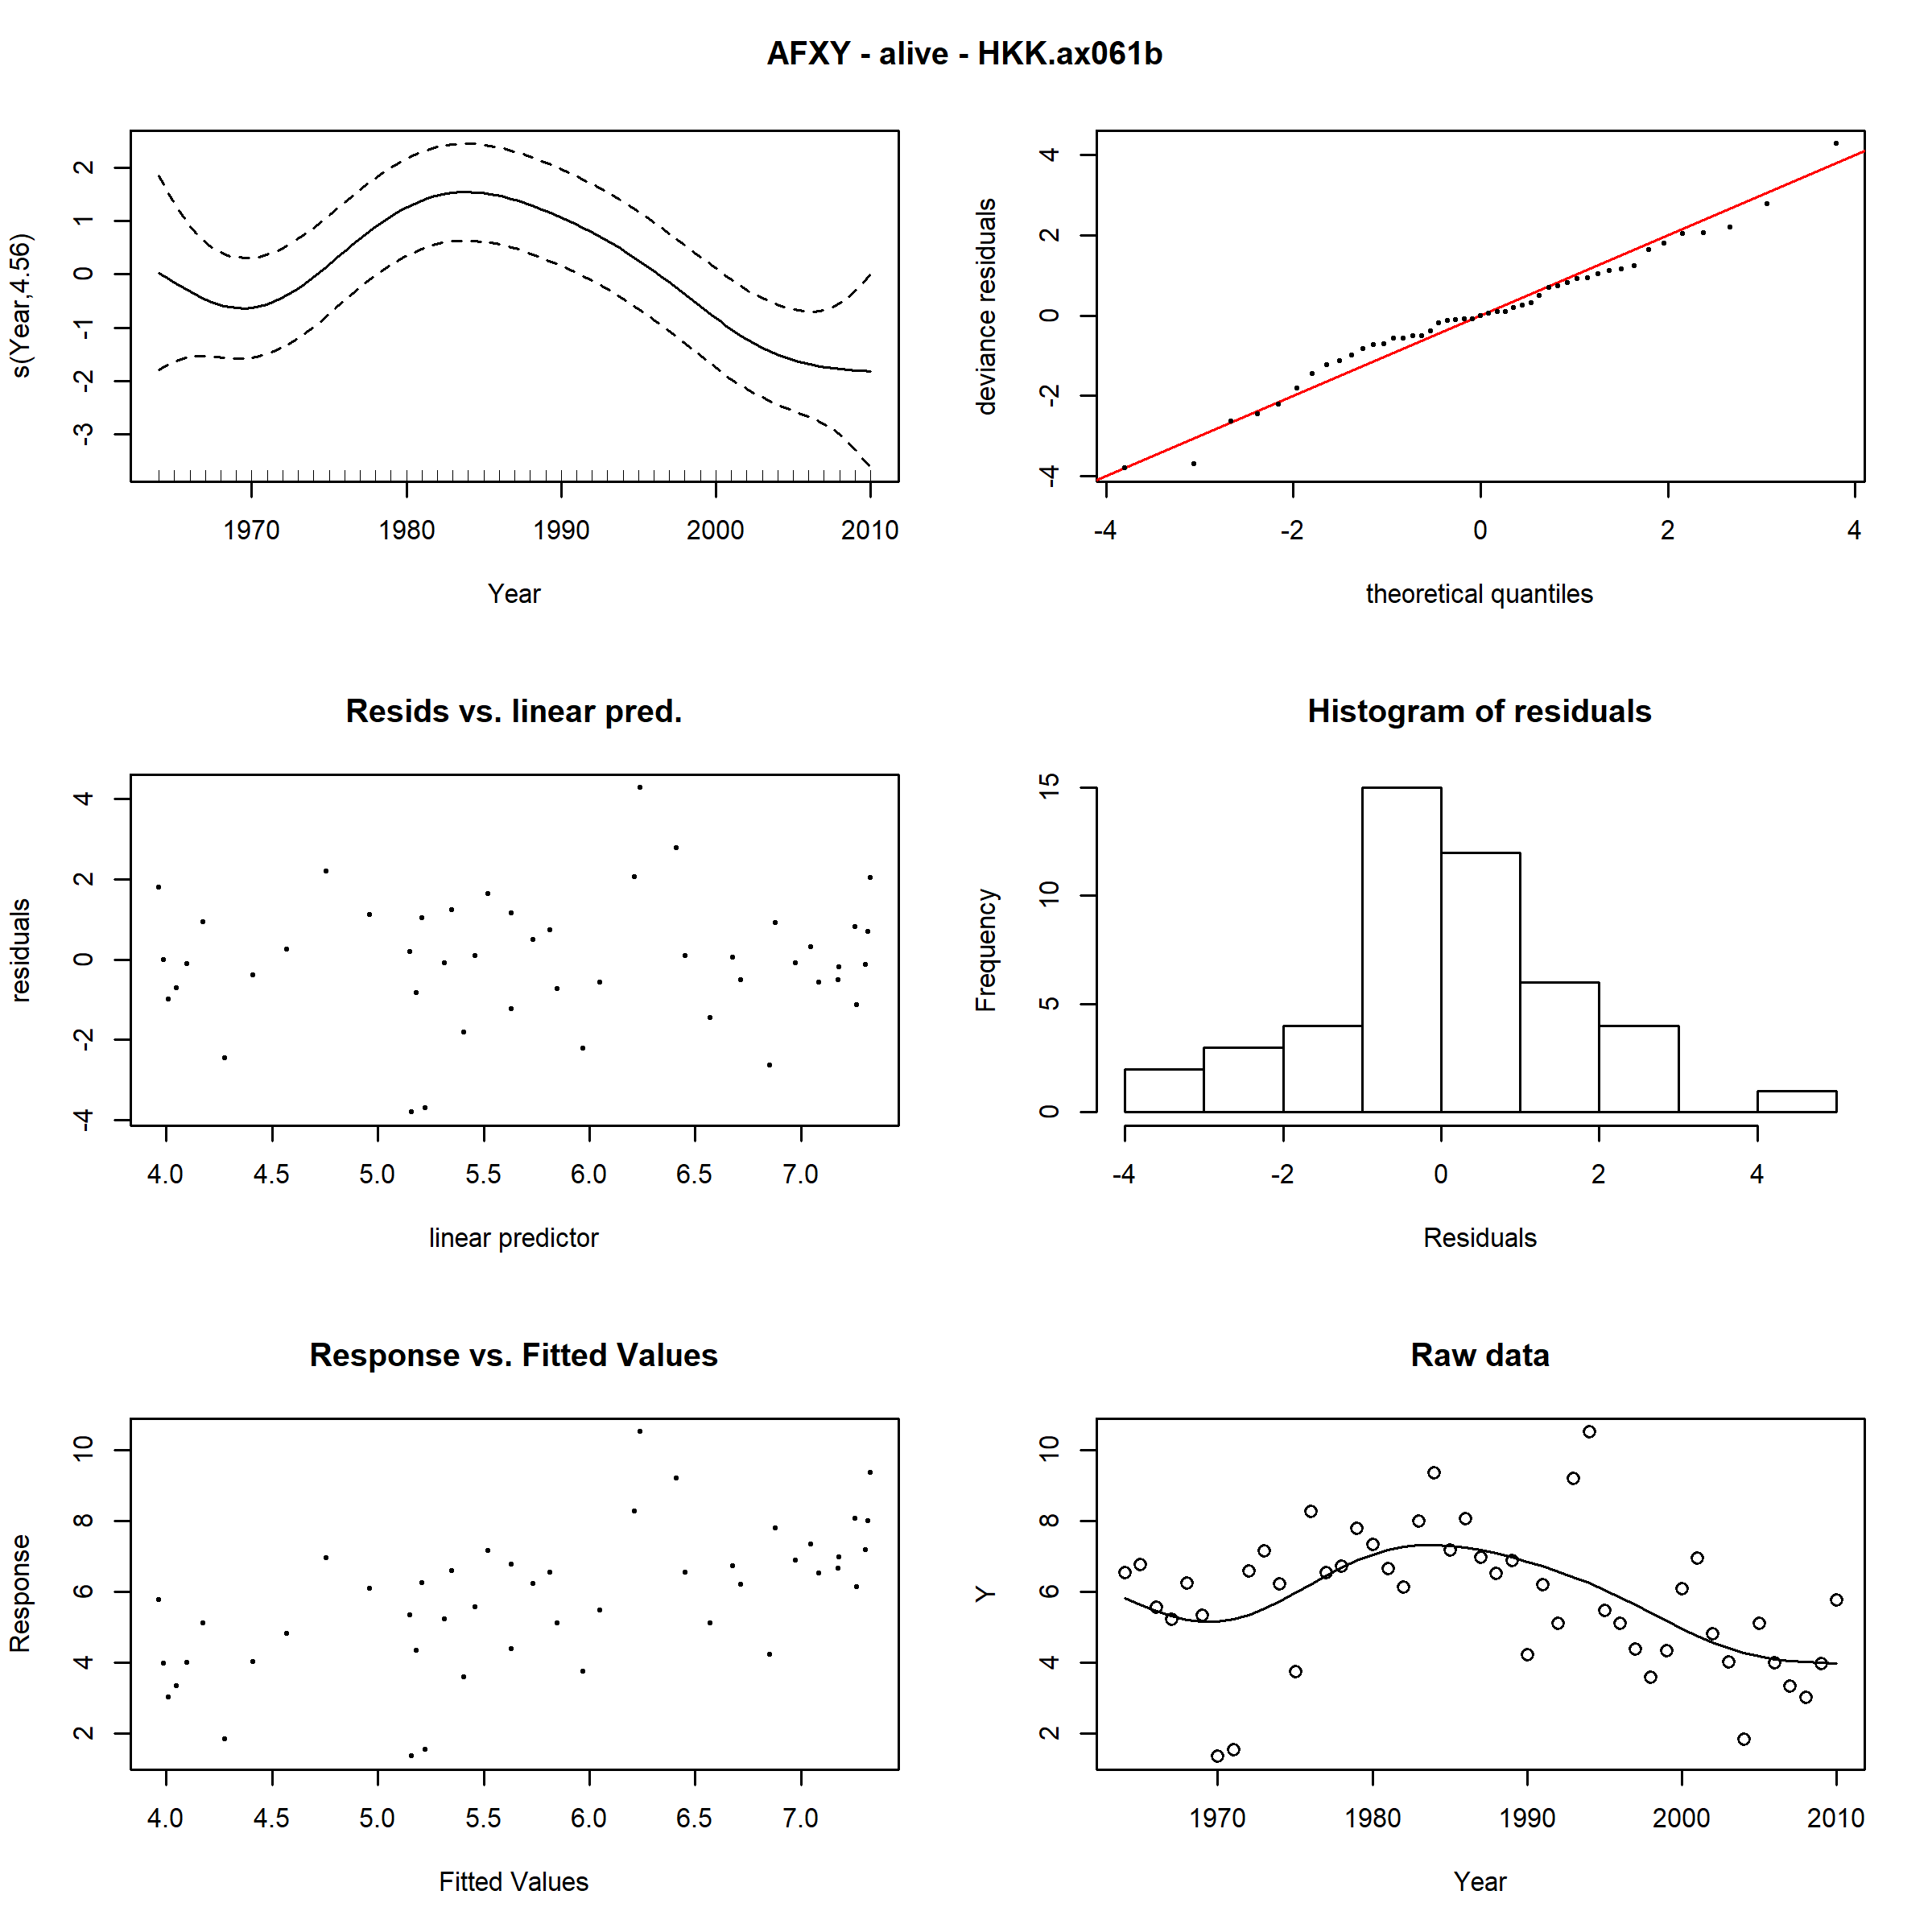 AFXY - alive - HKK.ax061b
s(Year,4.56)
2
1
0
-1
-2
-3
1970 1980 1990 2000 2010
Year
deviance residuals
4
2
0
-2
-4
-4 -2 0 2 4
theoretical quantiles
Resids vs. linear pred.
residuals
4
2
0
-2
-4
4.0 4.5 5.0 5.5 6.0 6.5 7.0
linear predictor
Histogram of residuals
Frequency
15
10
5
0
-4 -2 0 2 4
Residuals
Response vs. Fitted Values
Response
10
8
6
4
2
4.0 4.5 5.0 5.5 6.0 6.5 7.0
Fitted Values
Raw data
Y
10
8
6
4
2
1970 1980 1990 2000 2010
Year